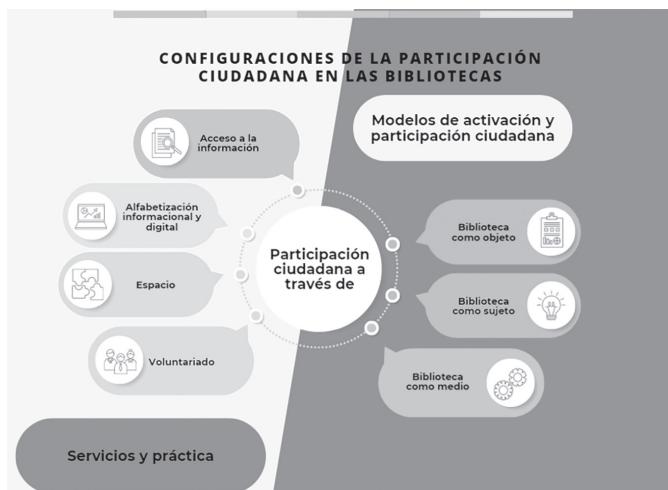 CONFIGURACIONES DE LA PARTICIPACIÓN
CIUDADANA EN LAS BIBLIOTECAS
Modelos de activación y
participación ciudadana
Acceso a la
información
Alfabetización
informacional y
digital
Espacio
Voluntariado
Participación
ciudadana a
través de
Biblioteca
como objeto
Biblioteca
como sujeto
Biblioteca
como medio
Servicios y práctica